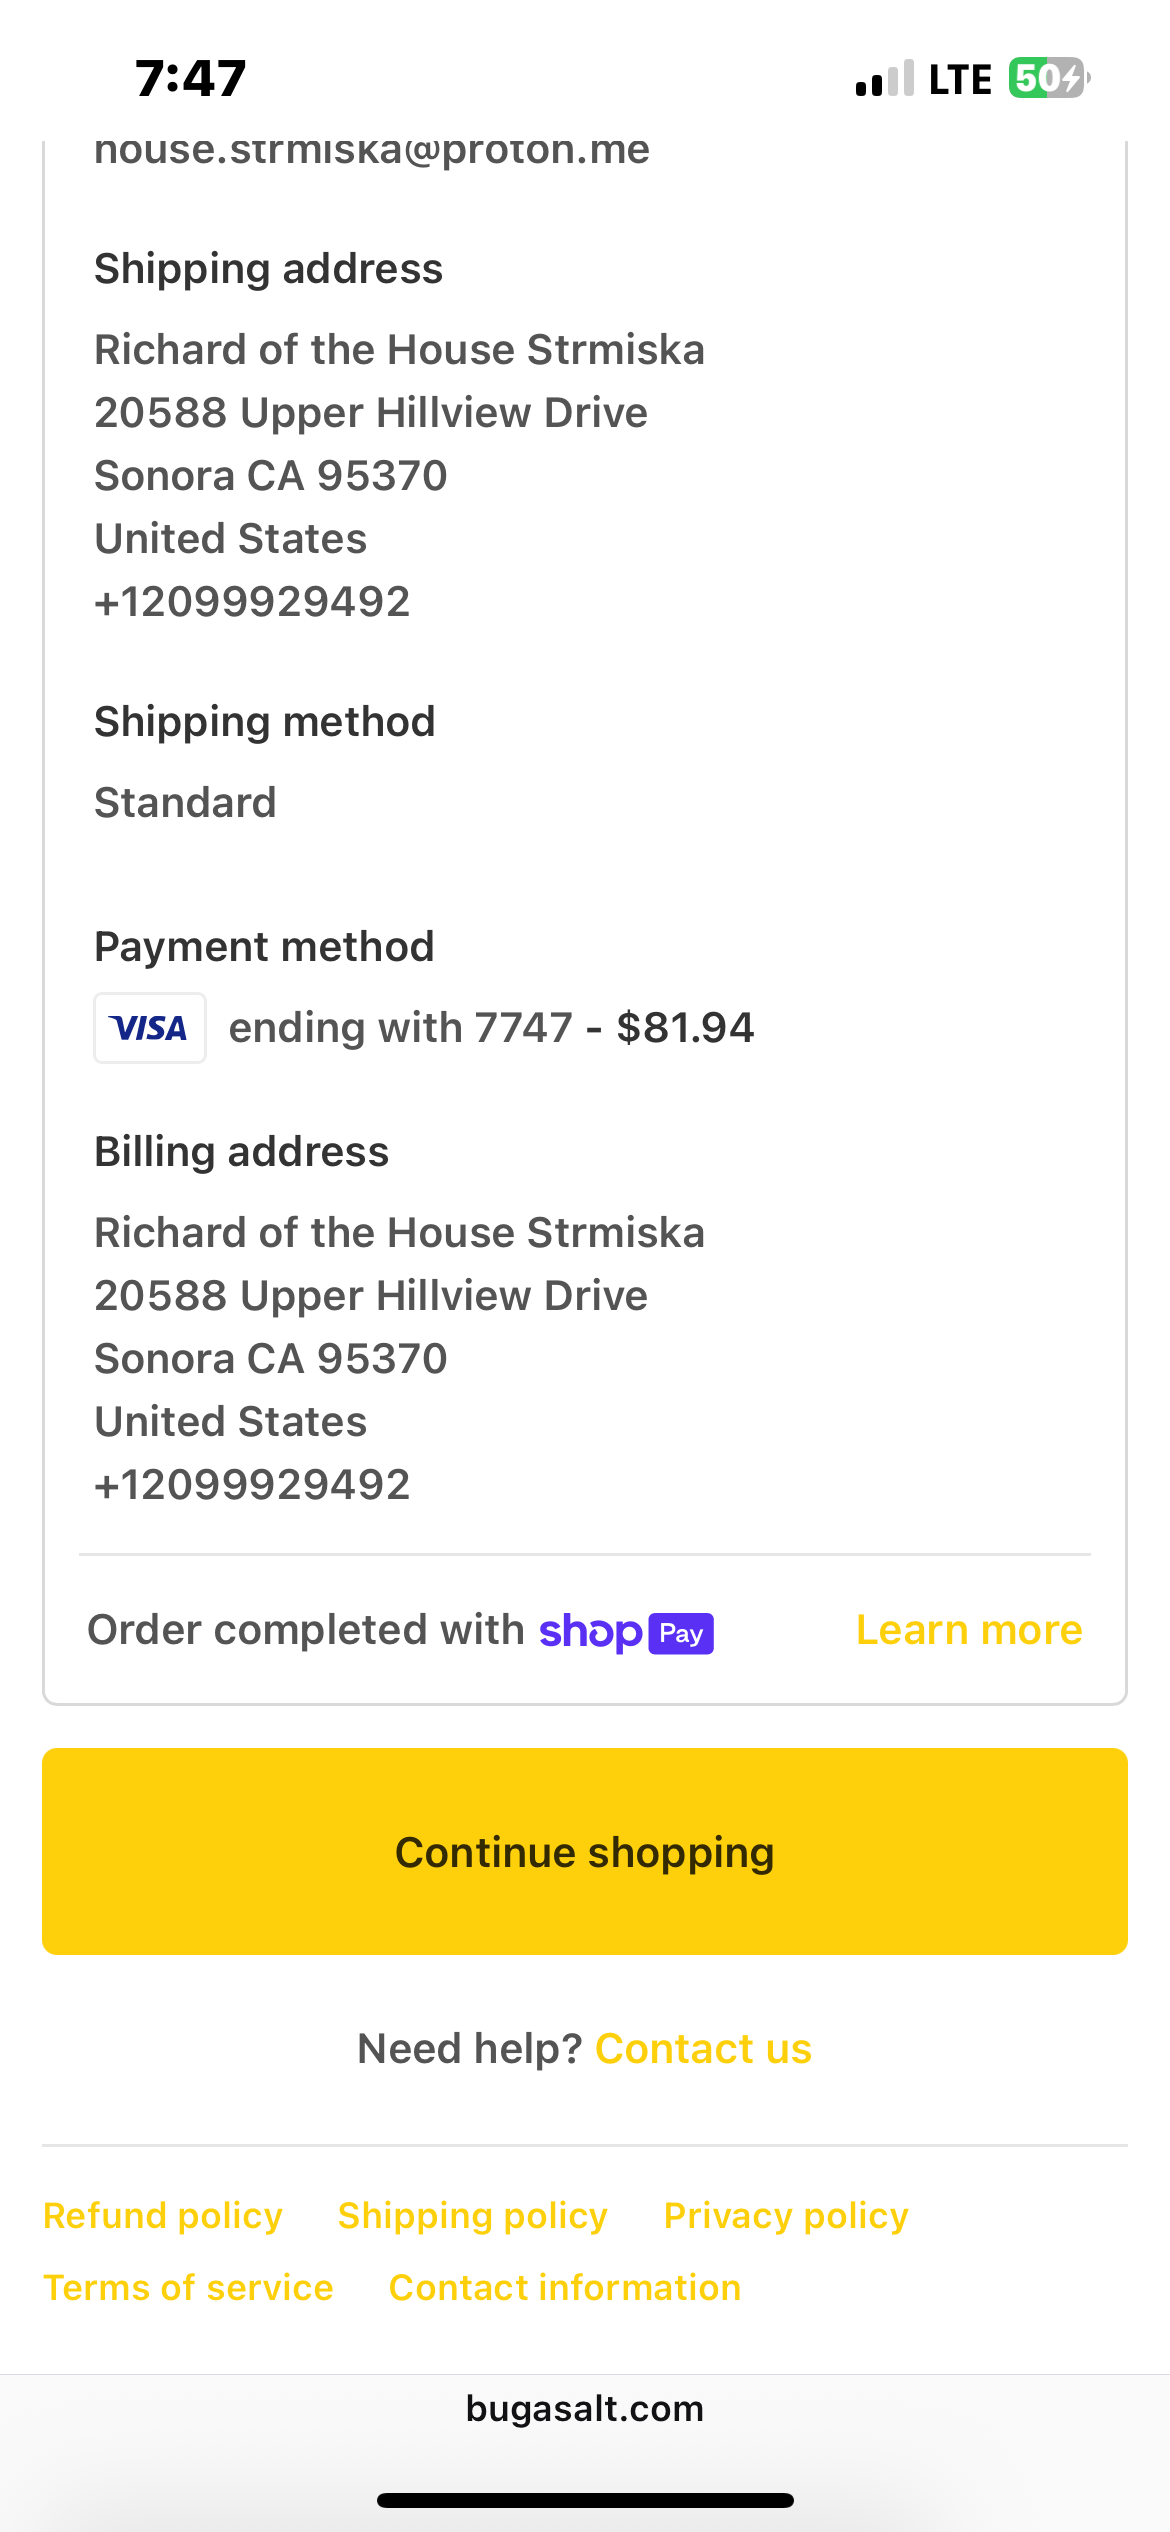 7:47
LTE 50
house.strmiska@proton.me
Shipping address
Richard of the House Strmiska
20588 Upper Hillview Drive
Sonora CA 95370
United States
+12099929492
Shipping method
Standard
Payment method
VISA ending with 7747 - $81.94
Billing address
Richard of the House Strmiska
20588 Upper Hillview Drive
Sonora CA 95370
United States
+12099929492
Order completed with shop Pay Learn more
Continue shopping
Need help? Contact us
Refund policy Shipping policy Privacy policy
Terms of service Contact information
bugasalt.com